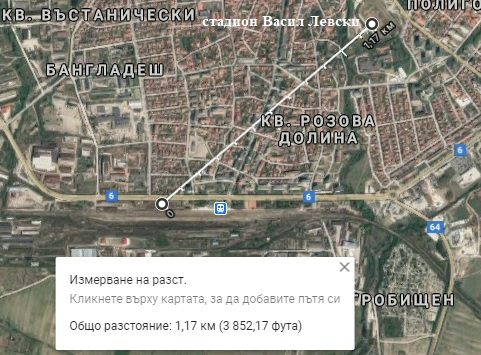 КВ. ВЪСТАНИЧЕСКИ
ПОЛИГО
стадион Васил Левски
1,17 км
БАНГЛАДЕШ
КВ. РОЗОВА
ДОЛИНА
6
6
6
0
64
Измерване на разст.
Кликнете върху картата, за да добавите пътя си
ГРОБИЩЕН
Общо разстояние: 1,17 км (3 852,17 фута)